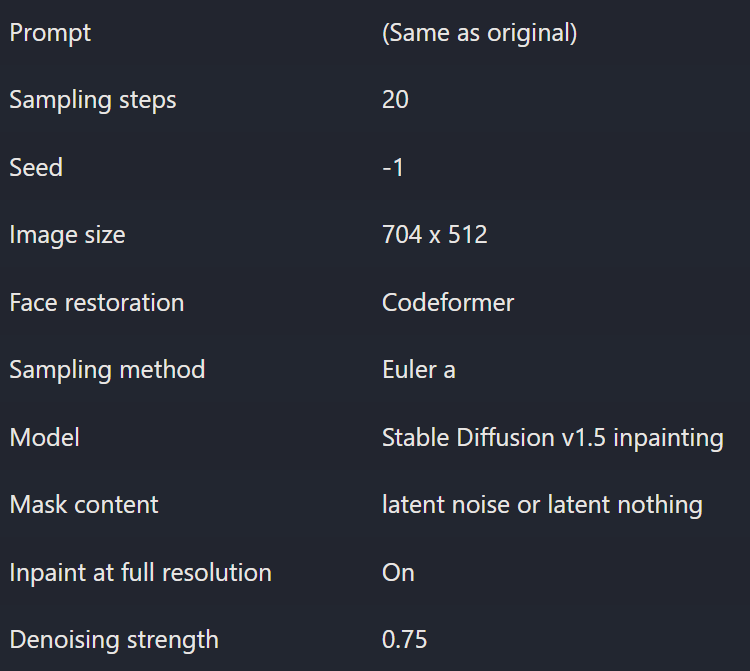 Prompt (Same as original)
Sampling steps 20
Seed -1
Image size 704 x 512
Face restoration Codeformer
Sampling method Euler a
Model Stable Diffusion v1.5 inpainting
Mask content latent noise or latent nothing
Inpaint at full resolution On
Denoising strength 0.75